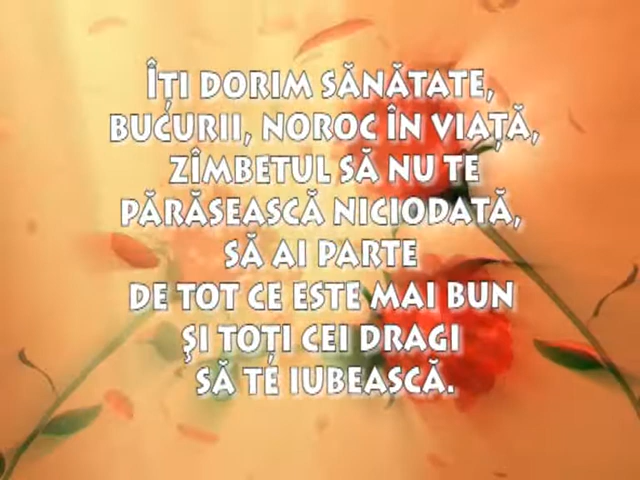 ÎȚI DORIM SĂNĂTATE,
BUCURII, NOROC ÎN VIAȚĂ,
ZÎMBETUL SĂ NU TE
PĂRĂSEASCĂ NICIODATĂ,
SĂ AI PARTE
DE TOT CE ESTE MAI BUN
ŞI TOȚI CEI DRAGI
SĂ TE IUBEASCĂ.